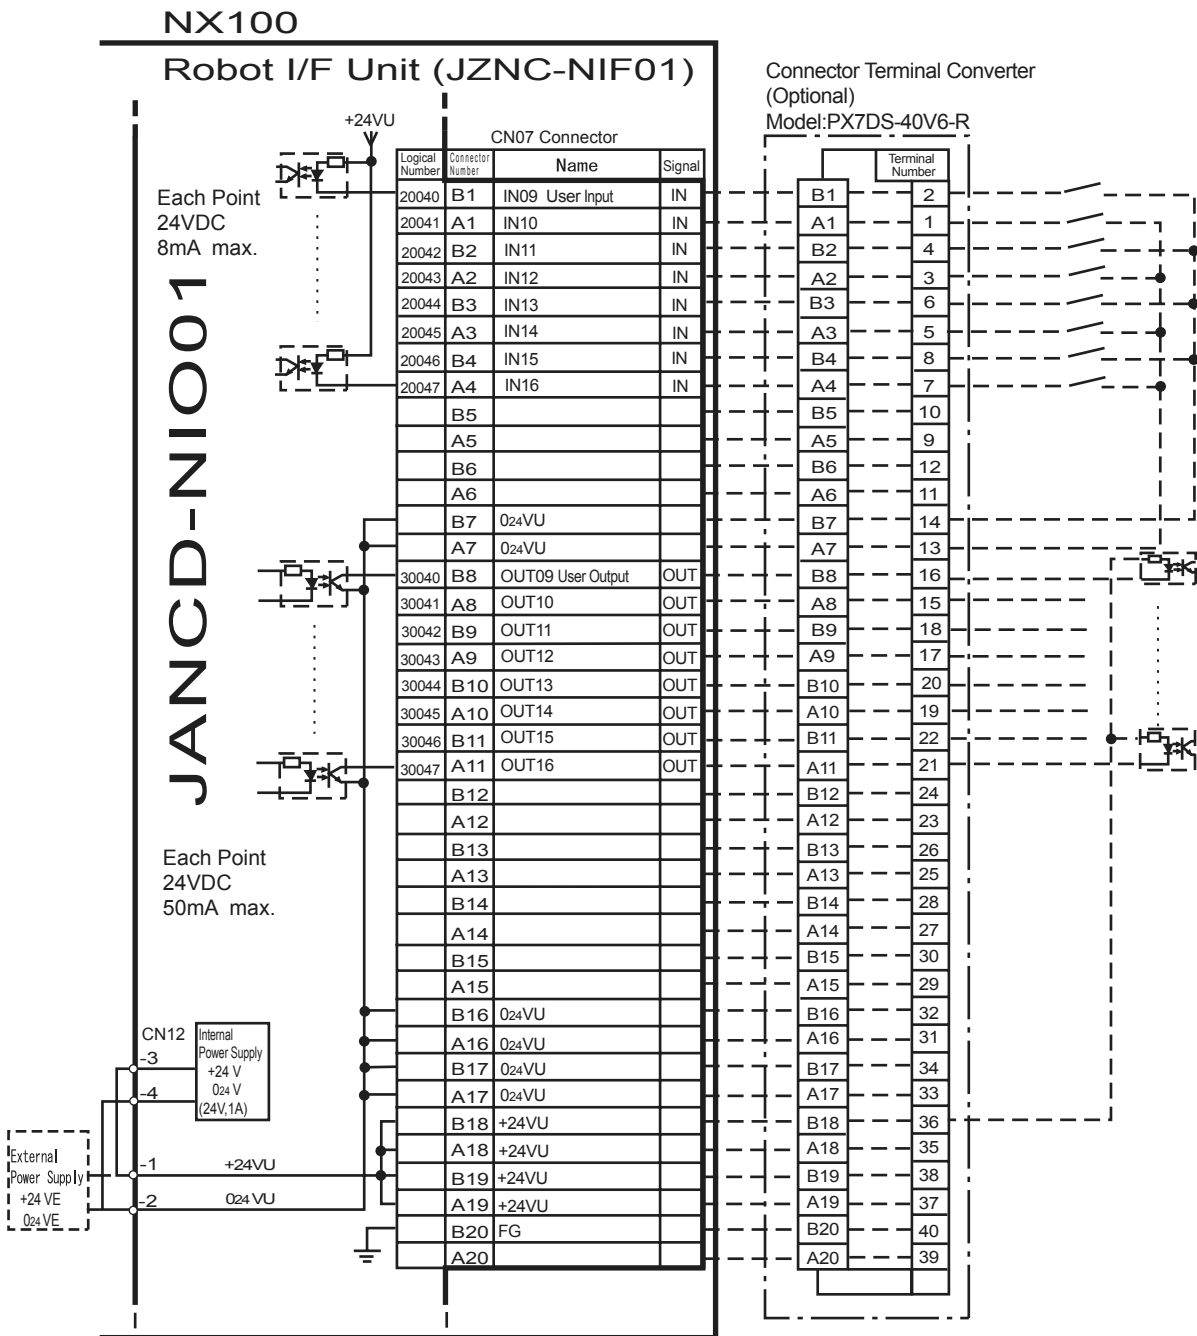 NX100
Robot I/F Unit (JZNC-NIF01)
Connector Terminal Converter
(Optional)
Model:PX7DS-40V6-R
+24VU
CN07 Connector
Logical Number Connector Number Name Signal
Terminal Number
Each Point
24VDC
8mA max.
JANCD-NIO01
20040 B1 IN09 User Input IN B1 2
20041 A1 IN10 IN A1 1
20042 B2 IN11 IN B2 4
20043 A2 IN12 IN A2 3
20044 B3 IN13 IN B3 6
20045 A3 IN14 IN A3 5
20046 B4 IN15 IN B4 8
20047 A4 IN16 IN A4 7
B5 B5 10
A5 A5 9
B6 B6 12
A6 A6 11
B7 024VU B7 14
A7 024VU A7 13
30040 B8 OUT09 User Output OUT B8 16
30041 A8 OUT10 OUT A8 15
30042 B9 OUT11 OUT B9 18
30043 A9 OUT12 OUT A9 17
30044 B10 OUT13 OUT B10 20
30045 A10 OUT14 OUT A10 19
30046 B11 OUT15 OUT B11 22
30047 A11 OUT16 OUT A11 21
B12 B12 24
A12 A12 23
B13 B13 26
A13 A13 25
B14 B14 28
A14 A14 27
B15 B15 30
A15 A15 29
B16 024VU B16 32
A16 024VU A16 31
B17 024VU B17 34
A17 024VU A17 33
B18 +24VU B18 36
A18 +24VU A18 35
B19 +24VU B19 38
A19 +24VU A19 37
B20 FG B20 40
A20 A20 39
Each Point
24VDC
50mA max.
CN12
-3
-4
Internal
Power Supply
+24 V
024 V
(24V,1A)
External
Power Supply
+24 VE
024 VE
-1 +24VU
-2 024 VU